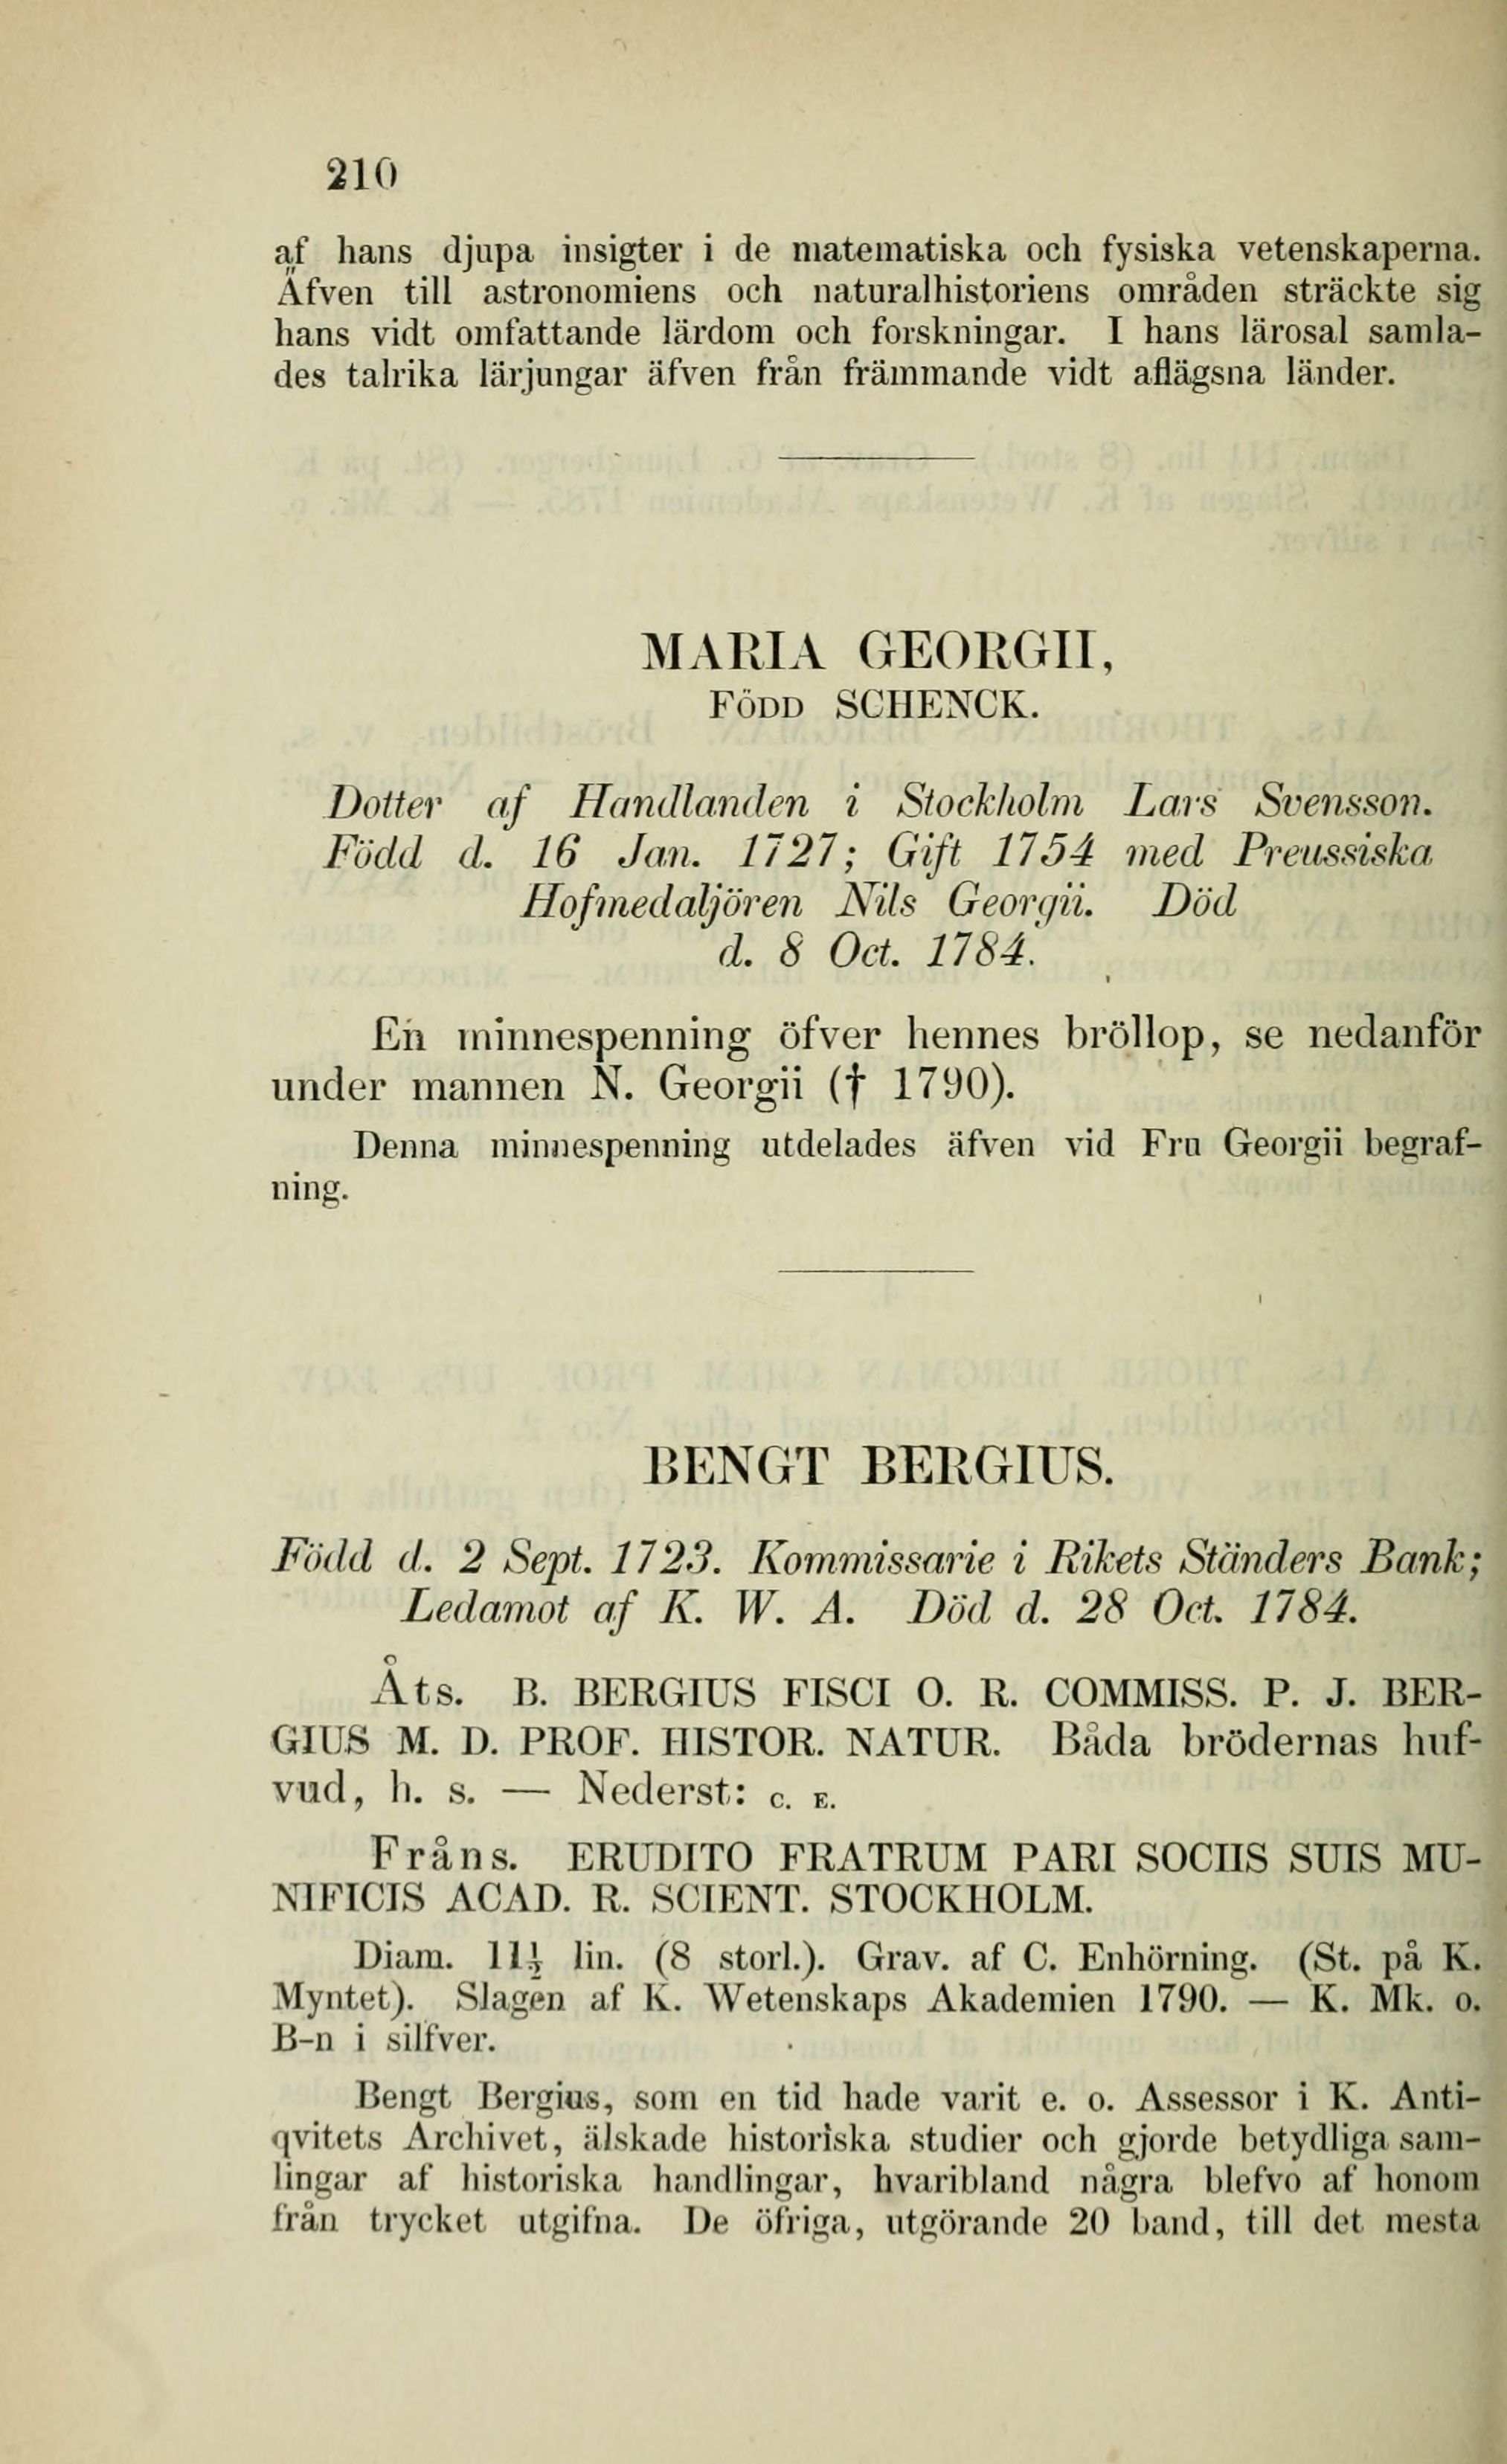 210
af hans djupa insigter i de matematiska och fysiska vetenskaperna.
Äfven till astronomiens och naturalhistoriens områden sträckte sig
hans vidt omfattande lärdom och forskningar. I hans lärosal samla-
des talrika lärjungar äfven från främmande vidt aflägsna länder.
MARIA GEORGII,
FÖDD SCHENCK.
Dotter af Handlanden i Stockholm Lars Svensson.
Född d. 16 Jan. 1727; Gift 1754 med Preussiska
Hofmedaljören Nils Georgii. Död
d. 8 Oct. 1784.
En minnespenning öfver hennes bröllop, se nedanför
under mannen N. Georgii († 1790).
Denna minnespenning utdelades äfven vid Fru Georgii begraf-
ning.
BENGT BERGIUS.
Född d. 2 Sept. 1723. Kommissarie i Rikets Ständers Bank;
Ledamot af K. W. A. Död d. 28 Oct. 1784.
Åts. B. BERGIUS FISCI O. R. COMMISS. P. J. BER-
GIUS M. D. PROF. HISTOR. NATUR. Båda brödernas huf-
vud, h. s. — Nederst: C. E.
Fråns. ERUDITO FRATRUM PARI SOCIIS SUIS MU-
NIFICIS ACAD. R. SCIENT. STOCKHOLM.
Diam. 11½ lin. (8 storl.). Grav. af C. Enhörning. (St. på K.
Myntet). Slagen af K. Wetenskaps Akademien 1790. — K. Mk. o.
B-n i silfver.
Bengt Bergius, som en tid hade varit e. o. Assessor i K. Anti-
qvitets Archivet, älskade historiska studier och gjorde betydliga sam-
lingar af historiska handlingar, hvaribland några blefvo af honom
från trycket utgifna. De öfriga, utgörande 20 band, till det mesta